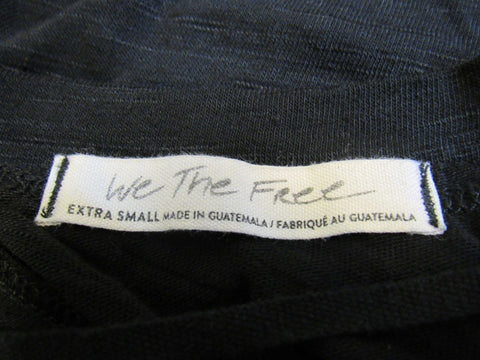 We The Free
EXTRA SMALL MADE IN GUATEMALA / FABRIQUÉ AU GUATEMALA